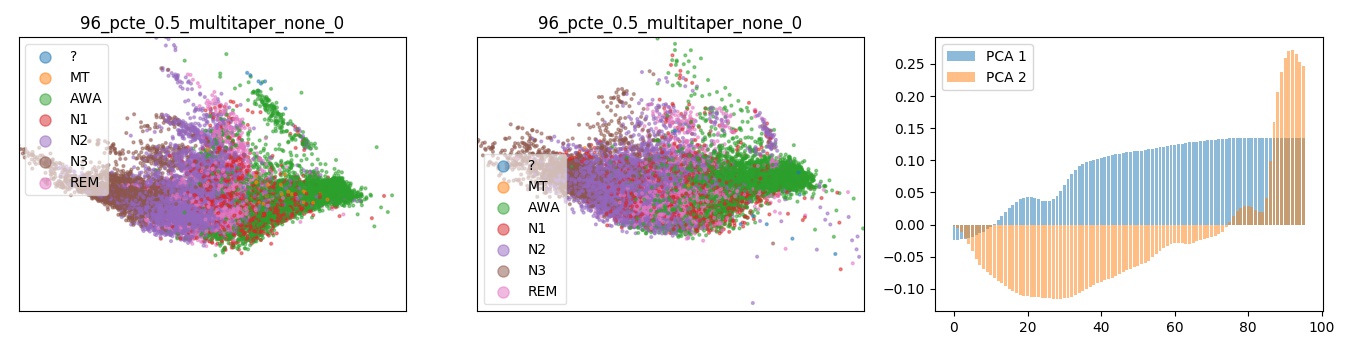 96_pcte_0.5_multitaper_none_0
?
MT
AWA
N1
N2
N3
REM
96_pcte_0.5_multitaper_none_0
?
MT
AWA
N1
N2
N3
REM
PCA 1
PCA 2
0.25
0.20
0.15
0.10
0.05
0.00
−0.05
−0.10
0 20 40 60 80 100